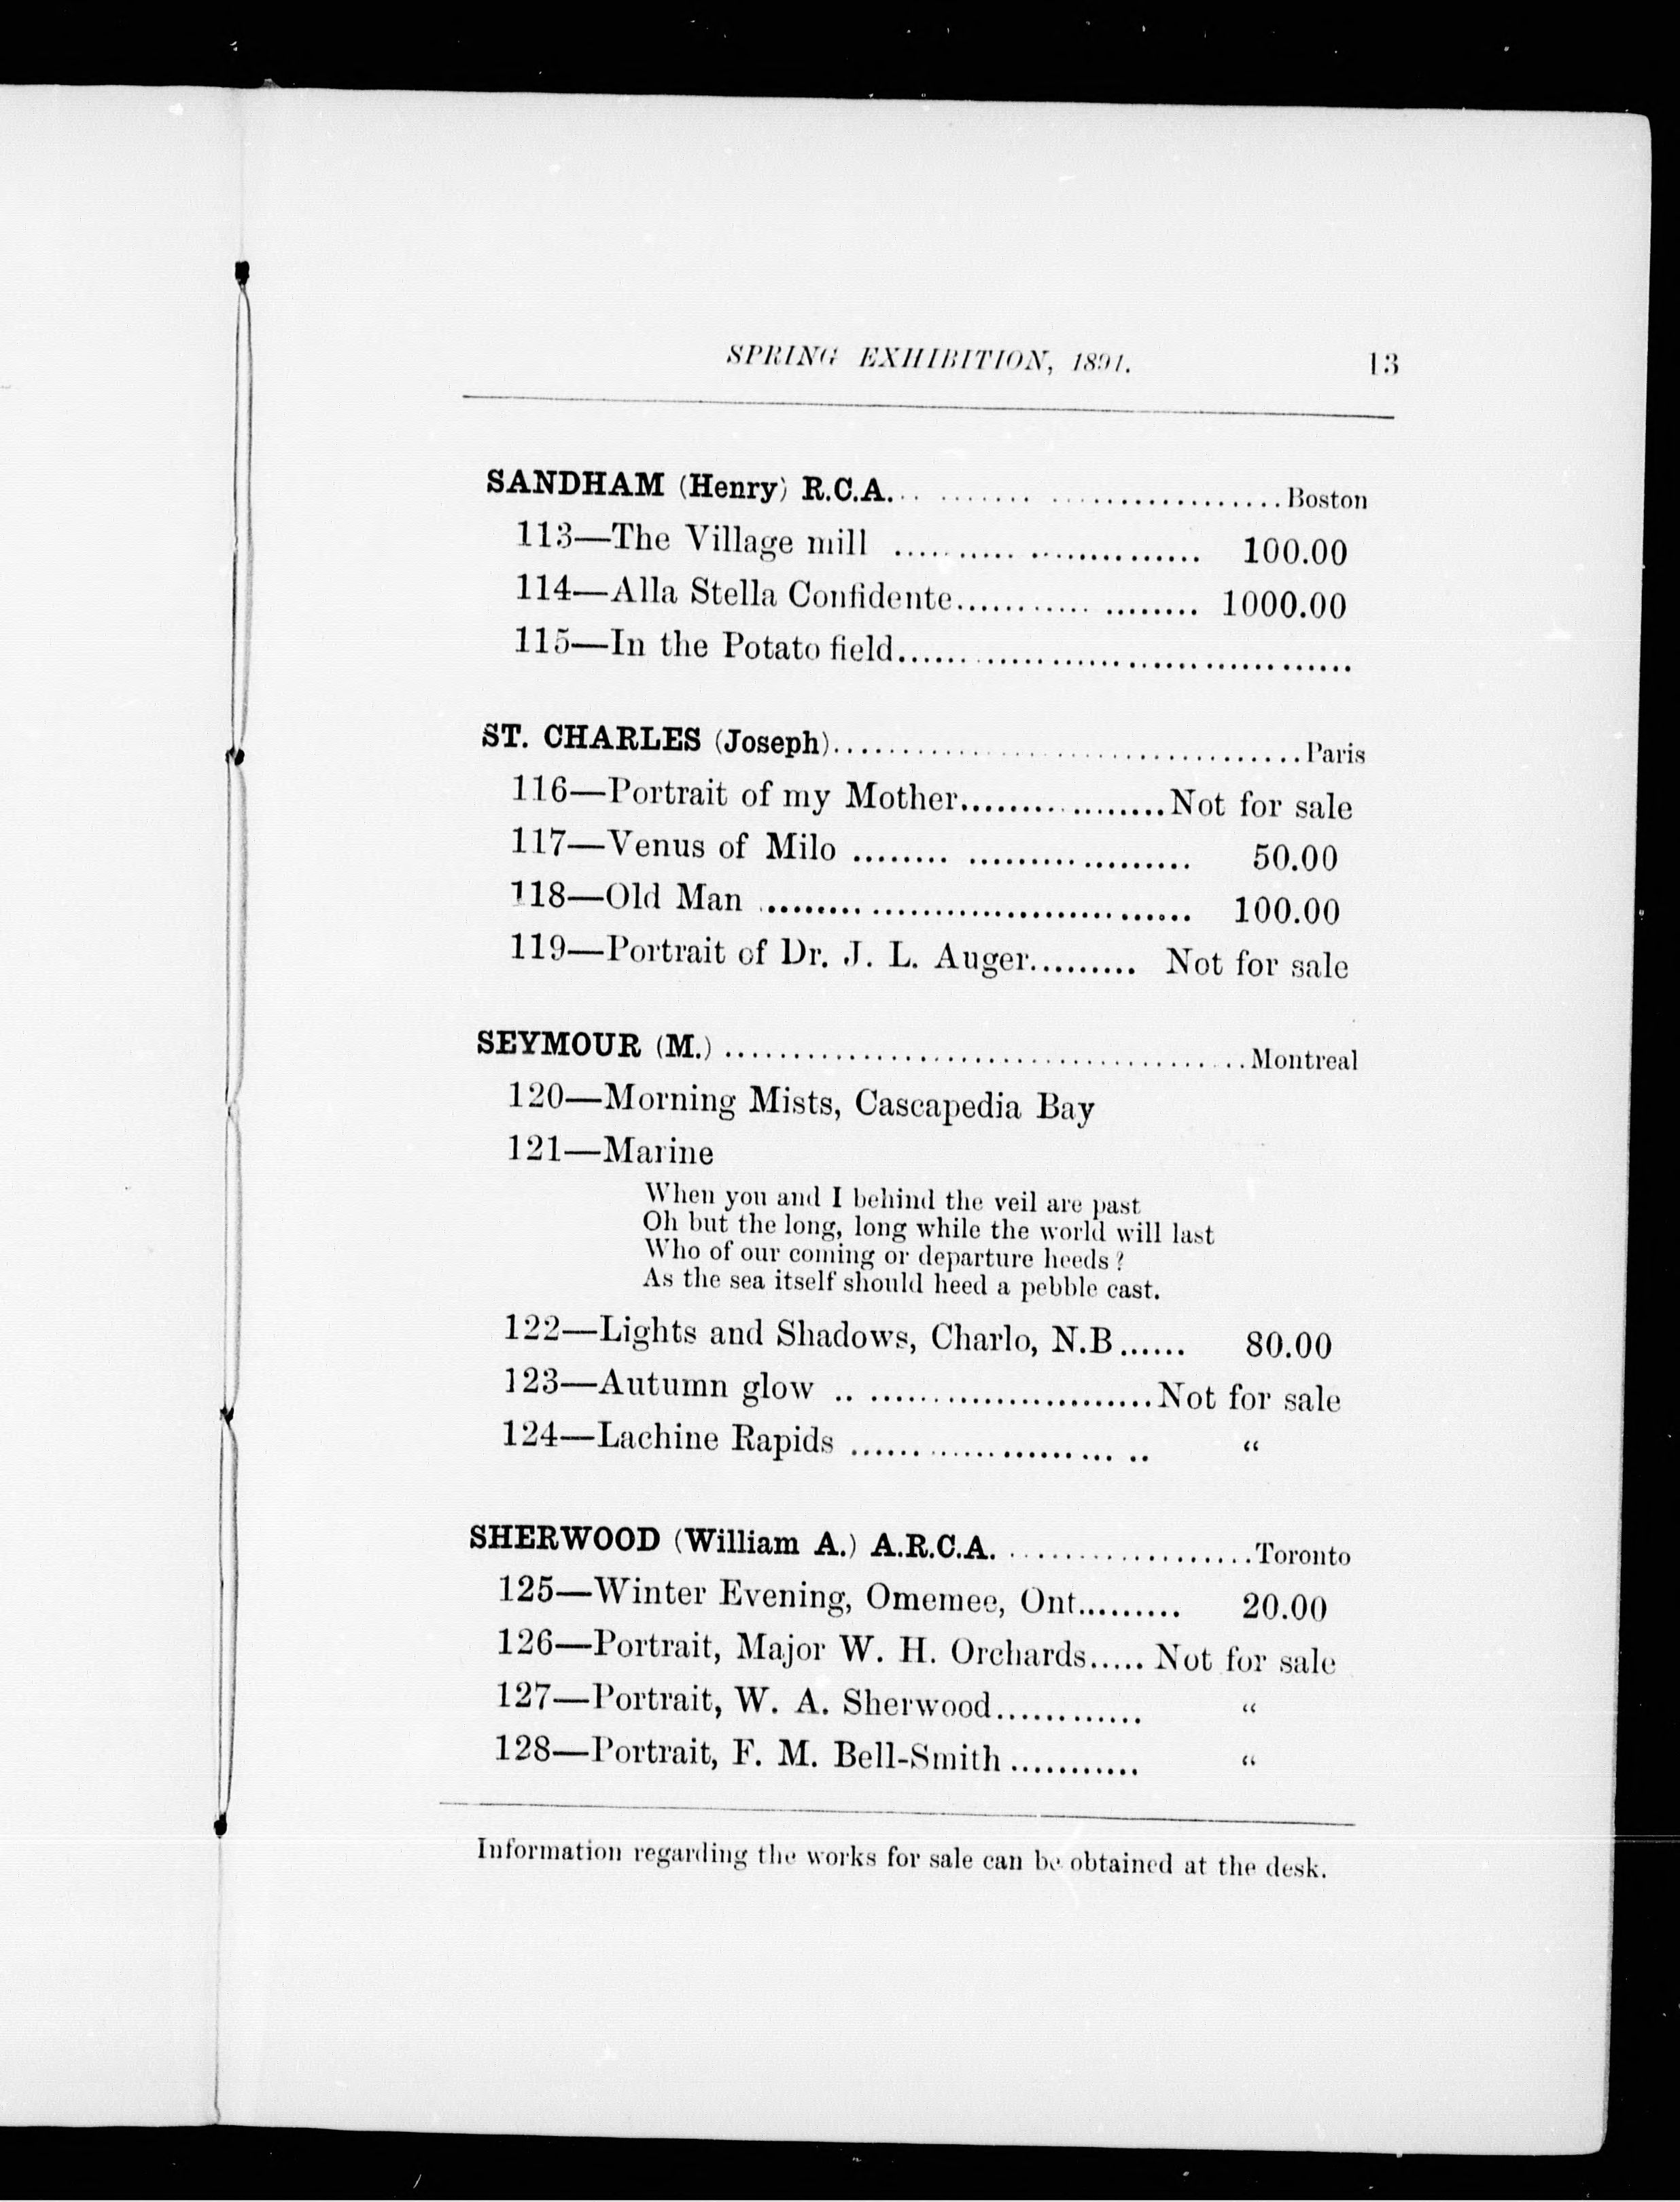 SPRING EXHIBITION, 1891. 13
SANDHAM (Henry) R.C.A. .......... Boston
113—The Village mill .......... 100.00
114—Alla Stella Confidente .......... 1000.00
115—In the Potato field ..........
ST. CHARLES (Joseph) .......... Paris
116—Portrait of my Mother .......... Not for sale
117—Venus of Milo .......... 50.00
118—Old Man .......... 100.00
119—Portrait of Dr. J. L. Auger .......... Not for sale
SEYMOUR (M.) .......... Montreal
120—Morning Mists, Cascapedia Bay
121—Marine
When you and I behind the veil are past
Oh but the long, long while the world will last
Who of our coming or departure heeds?
As the sea itself should heed a pebble cast.
122—Lights and Shadows, Charlo, N.B ...... 80.00
123—Autumn glow .......... Not for sale
124—Lachine Rapids .......... “
SHERWOOD (William A.) A.R.C.A. .......... Toronto
125—Winter Evening, Omemee, Ont. ........ 20.00
126—Portrait, Major W. H. Orchards ..... Not for sale
127—Portrait, W. A. Sherwood .......... “
128—Portrait, F. M. Bell-Smith .......... “
Information regarding the works for sale can be obtained at the desk.